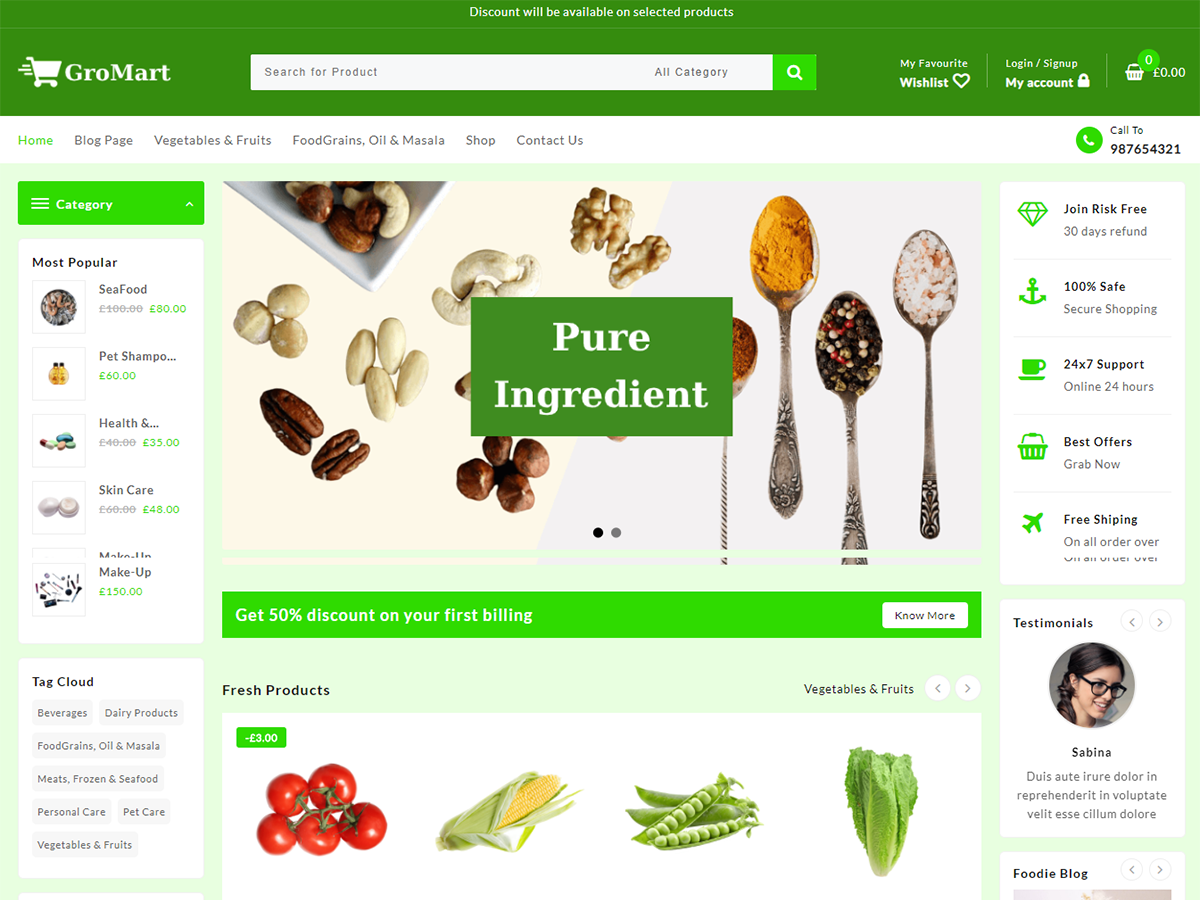 Discount will be available on selected products
GroMart
Search for Product
All Category
My Favourite
Wishlist
Login / Signup
My account
0
£0.00
Home
Blog Page
Vegetables & Fruits
FoodGrains, Oil & Masala
Shop
Contact Us
Call To
987654321
Category
Most Popular
SeaFood
£100.00 £80.00
Pet Shampo...
£60.00
Health &...
£40.00 £35.00
Skin Care
£60.00 £48.00
Make-Up
Make-Up
£150.00
Tag Cloud
Beverages
Dairy Products
FoodGrains, Oil & Masala
Meats, Frozen & Seafood
Personal Care
Pet Care
Vegetables & Fruits
Pure
Ingredient
Get 50% discount on your first billing
Know More
Fresh Products
Vegetables & Fruits
-£3.00
Join Risk Free
30 days refund
100% Safe
Secure Shopping
24x7 Support
Online 24 hours
Best Offers
Grab Now
Free Shiping
On all order over
On all order over
Testimonials
Sabina
Duis aute irure dolor in
reprehenderit in voluptate
velit esse cillum dolore
Foodie Blog